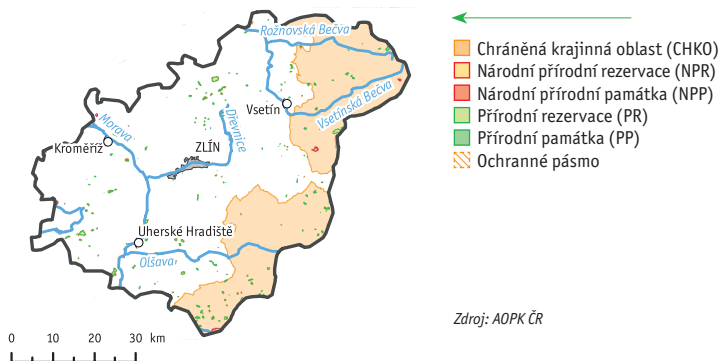 Rožnovská Bečva
Vsetín
Vsetínská Bečva
Morava
Dřevnice
Kroměříž
ZLÍN
Uherské Hradiště
Olšava
0 10 20 30 km
Chráněná krajinná oblast (CHKO)
Národní přírodní rezervace (NPR)
Národní přírodní památka (NPP)
Přírodní rezervace (PR)
Přírodní památka (PP)
Ochranné pásmo
Zdroj: AOPK ČR